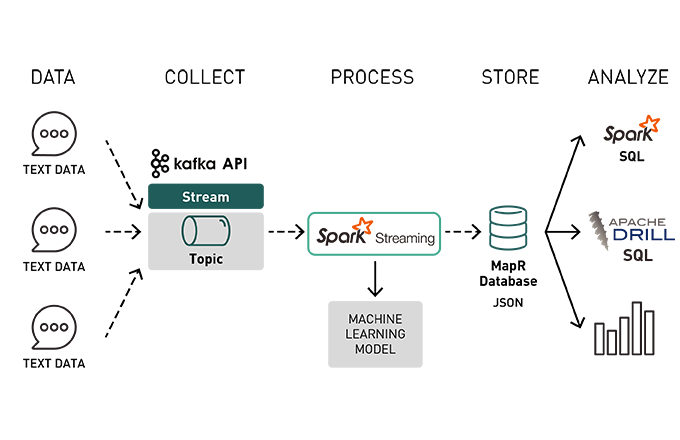 DATA
COLLECT
PROCESS
STORE
ANALYZE
TEXT DATA
TEXT DATA
TEXT DATA
kafka API
Stream
Topic
Spark Streaming
MACHINE
LEARNING
MODEL
MapR
Database
JSON
Spark
SQL
APACHE
DRILL
SQL